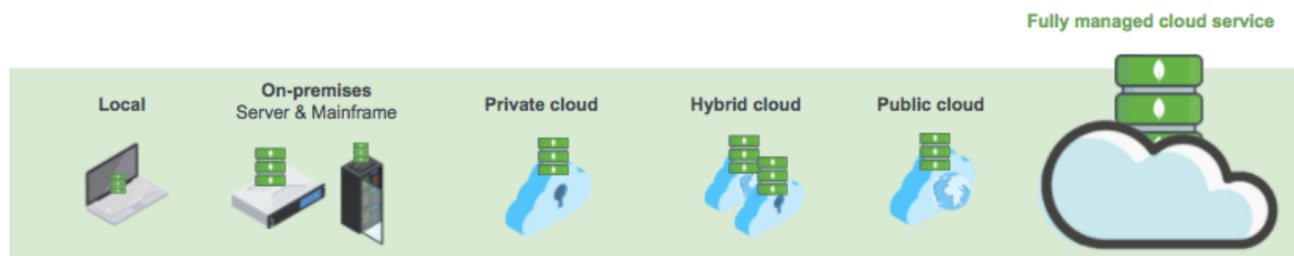 Fully managed cloud service
Local
On-premises
Server & Mainframe
Private cloud
Hybrid cloud
Public cloud